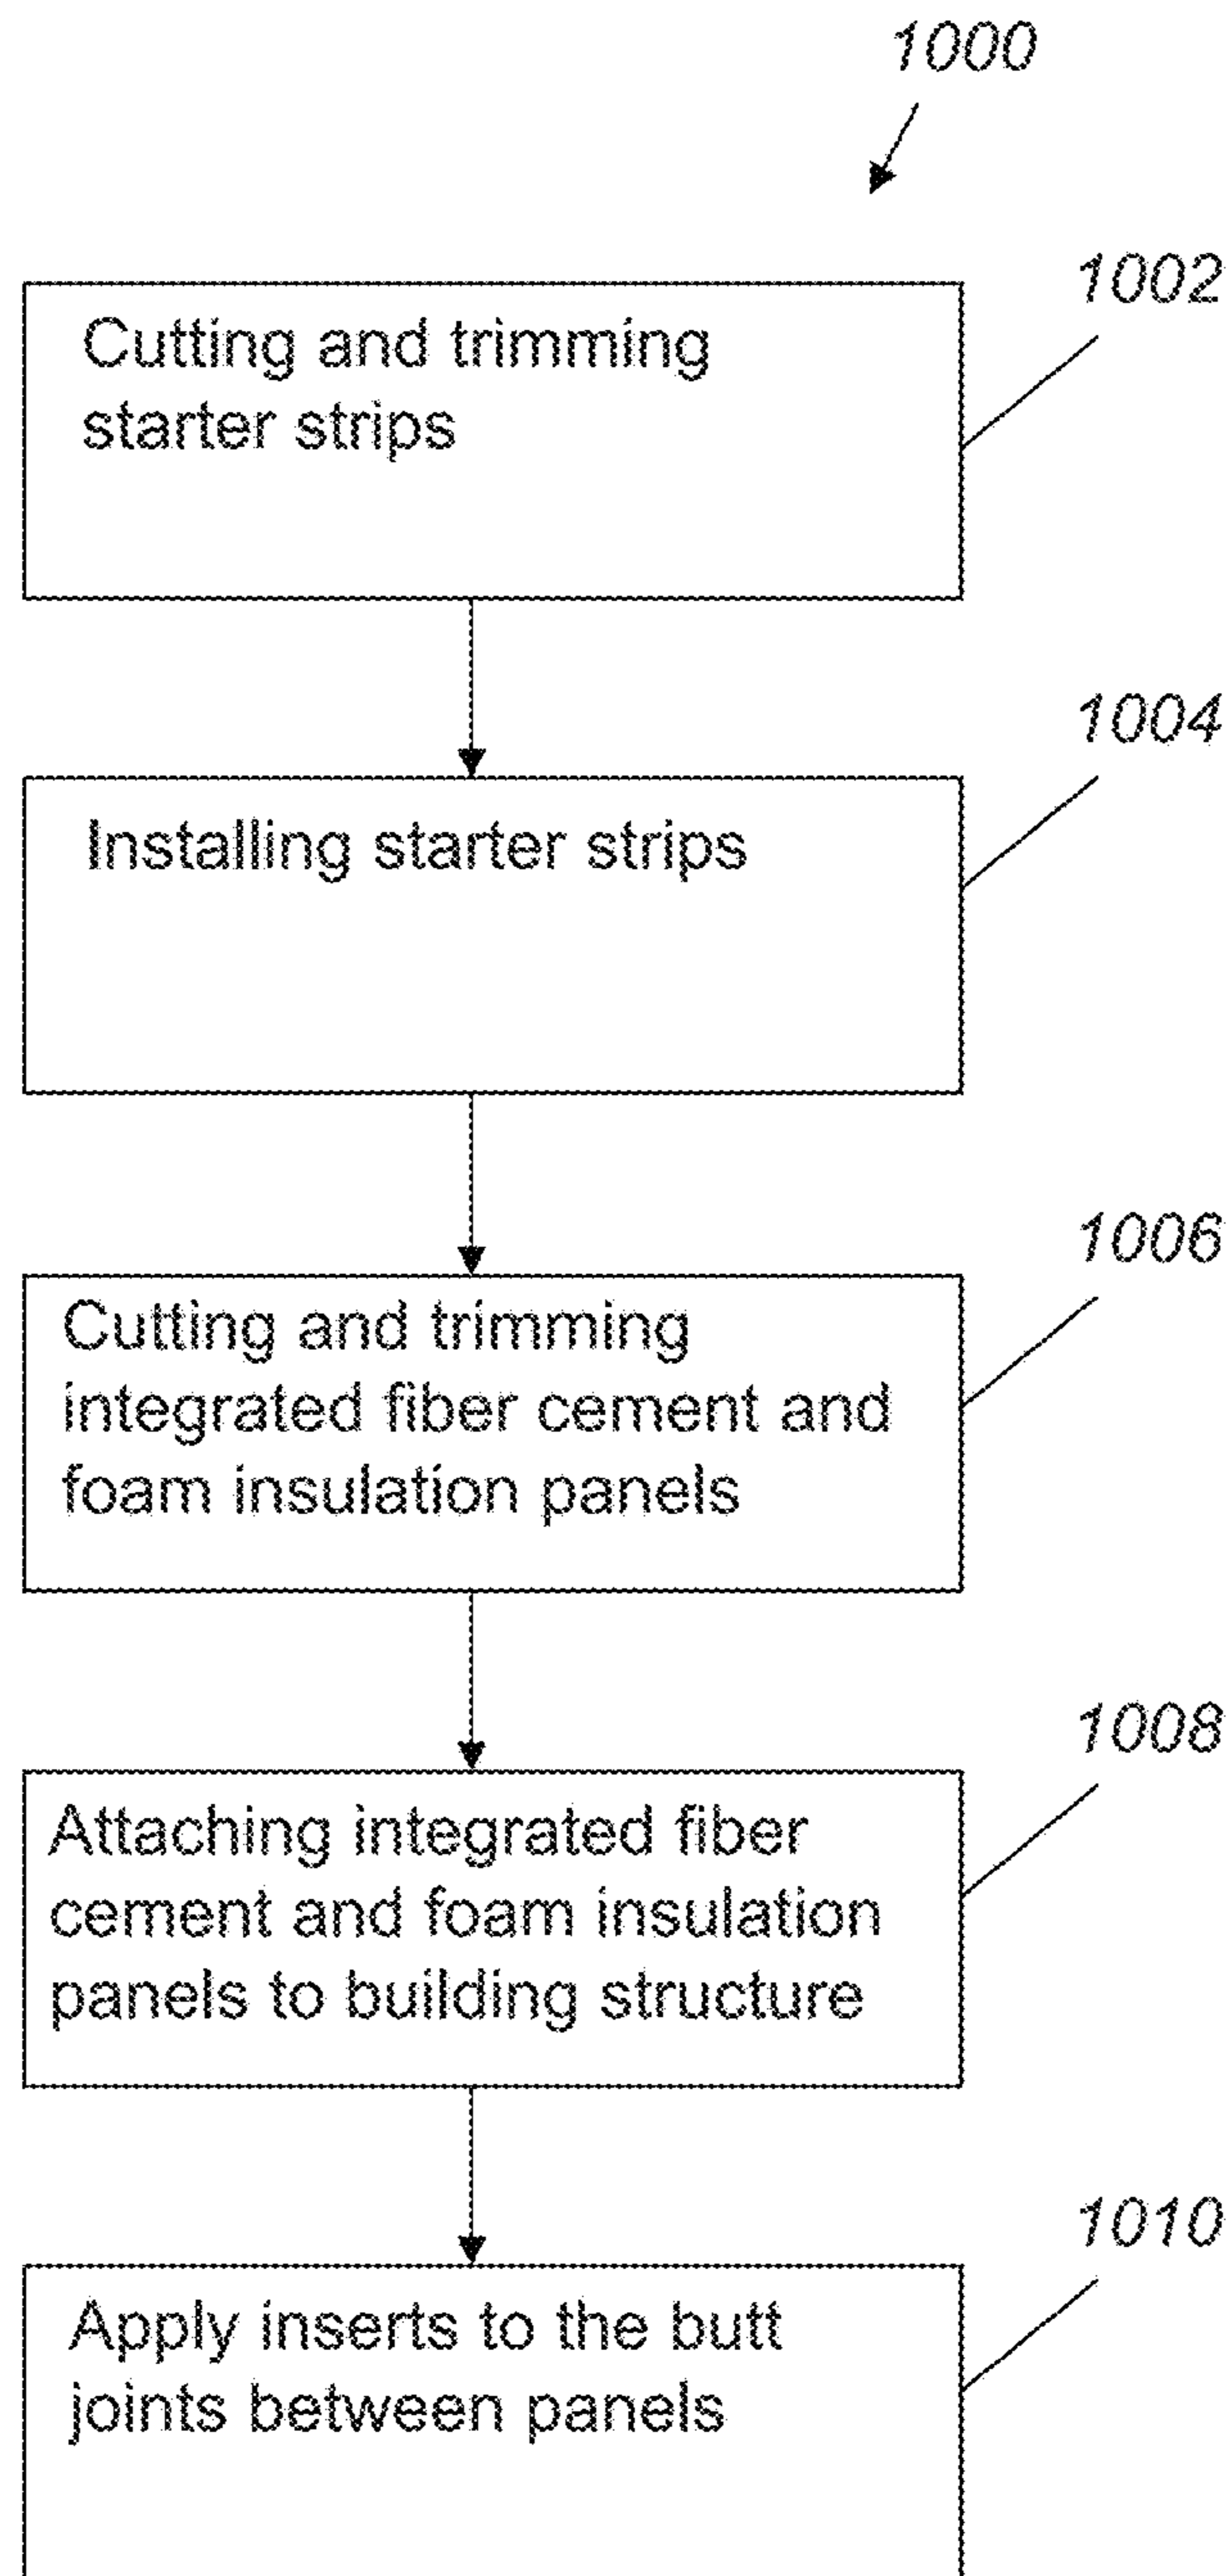 1000
1002
Cutting and trimming
starter strips
1004
Installing starter strips
1006
Cutting and trimming
integrated fiber cement and
foam insulation panels
1008
Attaching integrated fiber
cement and foam insulation
panels to building structure
1010
Apply inserts to the butt
joints between panels